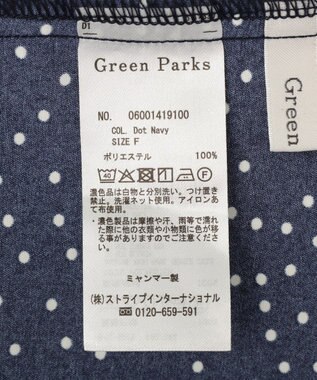 D1
Green Parks
NO. 06001419100
COL. Dot Navy
SIZE F
ポリエステル 100%
40
濃色品は白物と分別洗い。つけ置き
禁止。洗濯ネット使用。アイロンあ
て布使用。
・濃色製品は摩擦や汗、雨等で濡れ
た際に他の衣類や小物類に色が移
る事がありますのでご注意くださ
い。
ミャンマー製
(株)ストライプインターナショナル
0120-659-591
Green